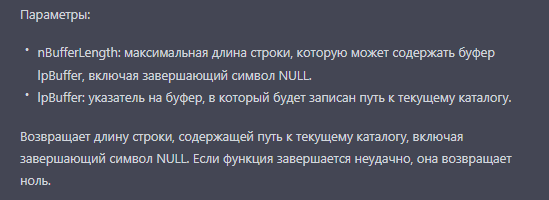 Параметры:
• nBufferLength: максимальная длина строки, которую может содержать буфер
lpBuffer, включая завершающий символ NULL.
• lpBuffer: указатель на буфер, в который будет записан путь к текущему каталогу.
Возвращает длину строки, содержащей путь к текущему каталогу, включая
завершающий символ NULL. Если функция завершается неудачно, она возвращает
ноль.